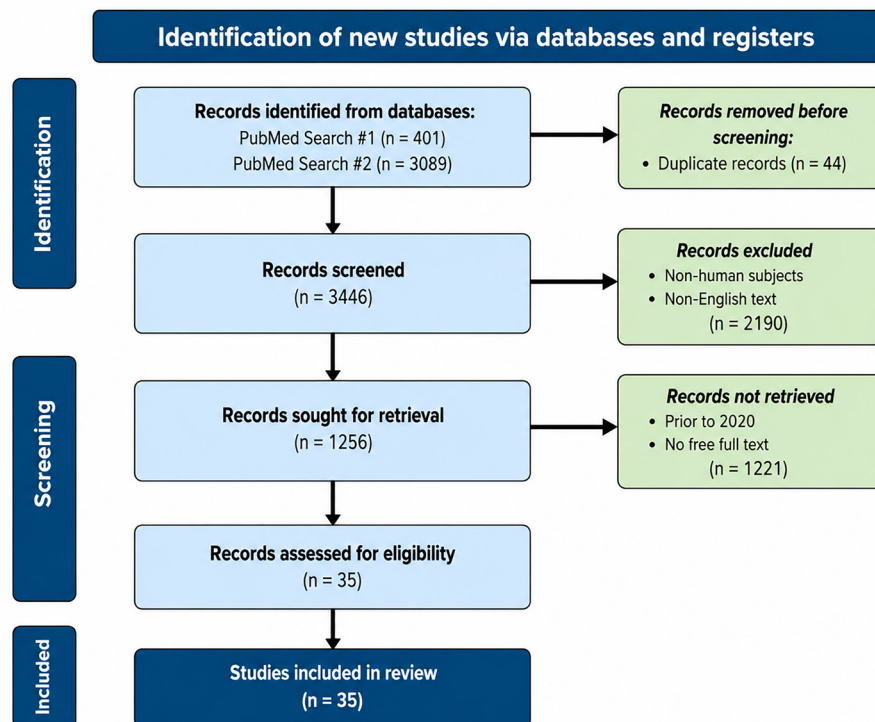 Identification of new studies via databases and registers
Identification
Records identified from databases:
PubMed Search #1 (n = 401)
PubMed Search #2 (n = 3089)
Records removed before
screening:
• Duplicate records (n = 44)
Records screened
(n = 3446)
Records excluded
• Non-human subjects
• Non-English text
(n = 2190)
Screening
Records sought for retrieval
(n = 1256)
Records not retrieved
• Prior to 2020
• No free full text
(n = 1221)
Records assessed for eligibility
(n = 35)
Included
Studies included in review
(n = 35)